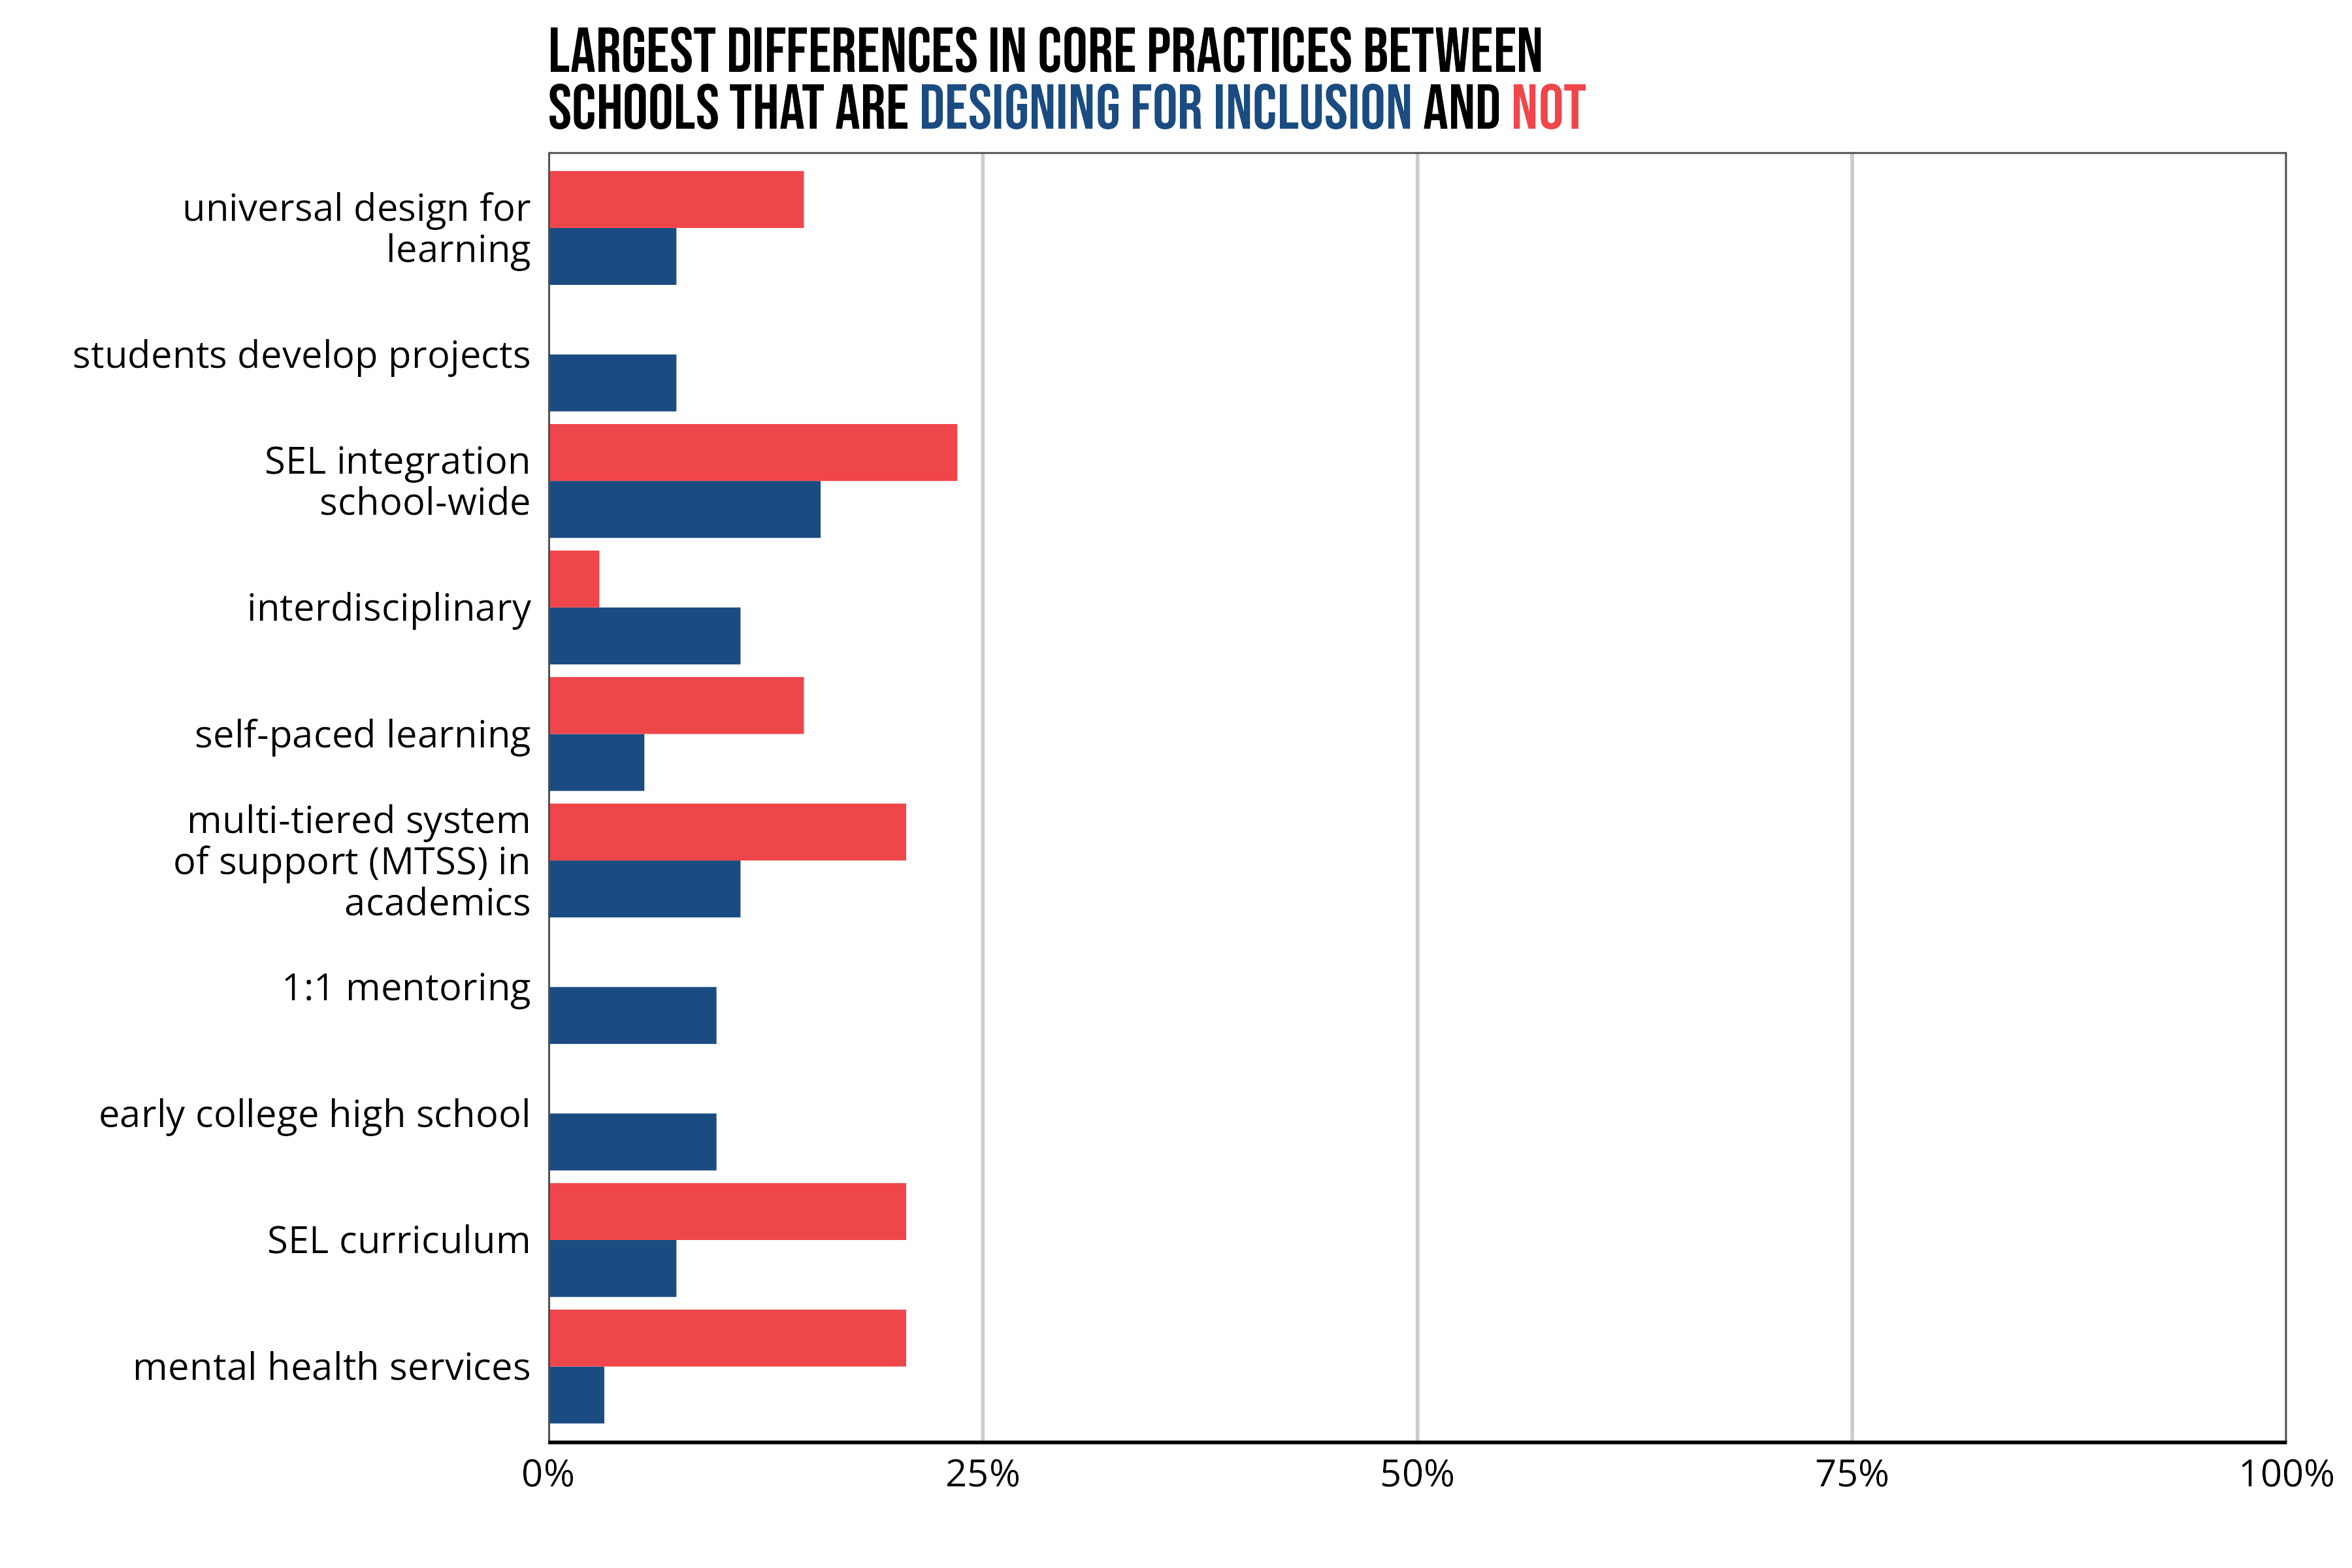 LARGEST DIFFERENCES IN CORE PRACTICES BETWEEN
SCHOOLS THAT ARE DESIGNING FOR INCLUSION AND NOT
universal design for
learning
students develop projects
SEL integration
school-wide
interdisciplinary
self-paced learning
multi-tiered system
of support (MTSS) in
academics
1:1 mentoring
early college high school
SEL curriculum
mental health services
0%
25%
50%
75%
100%